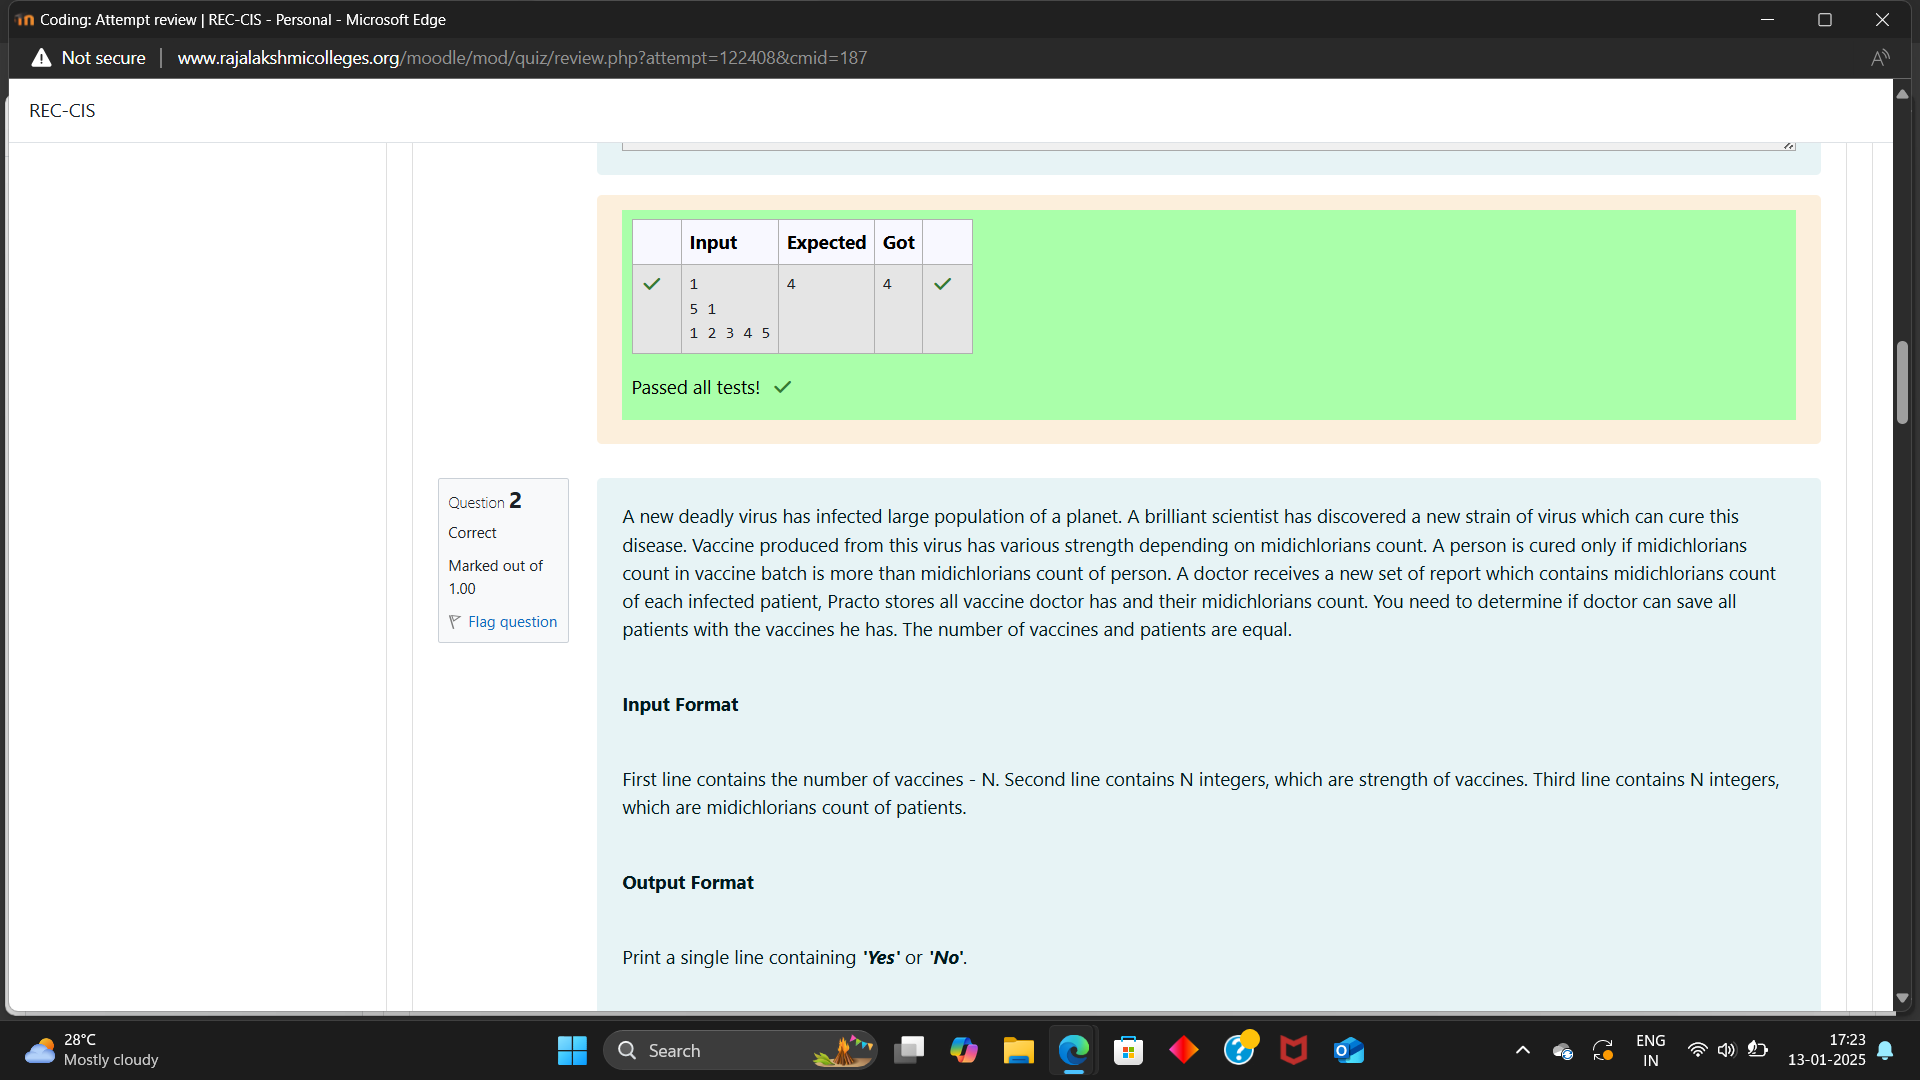 Coding: Attempt review | REC-CIS - Personal - Microsoft Edge
Not secure | www.rajalakshmicolleges.org/moodle/mod/quiz/review.php?attempt=122408&cmid=187
REC-CIS
Input Expected Got
1 4 4
5 1
1 2 3 4 5
Passed all tests!
Question 2
Correct
Marked out of
1.00
Flag question
A new deadly virus has infected large population of a planet. A brilliant scientist has discovered a new strain of virus which can cure this
disease. Vaccine produced from this virus has various strength depending on midichlorians count. A person is cured only if midichlorians
count in vaccine batch is more than midichlorians count of person. A doctor receives a new set of report which contains midichlorians count
of each infected patient, Practo stores all vaccine doctor has and their midichlorians count. You need to determine if doctor can save all
patients with the vaccines he has. The number of vaccines and patients are equal.
Input Format
First line contains the number of vaccines - N. Second line contains N integers, which are strength of vaccines. Third line contains N integers,
which are midichlorians count of patients.
Output Format
Print a single line containing 'Yes' or 'No'.
28°C
Mostly cloudy
Search
ENG
IN
17:23
13-01-2025